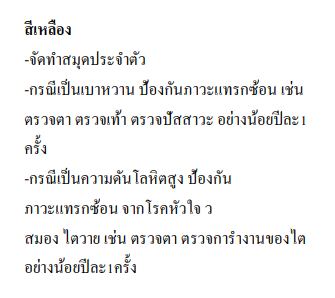 สีเหลือง
-จัดทำสมุดประจำตัว
-กรณีเป็นเบาหวาน ป้องกันภาวะแทรกซ้อน เช่น
ตรวจตา ตรวจเท้า ตรวจปัสสาวะ อย่างน้อยปีละ1
ครั้ง
-กรณีเป็นความดันโลหิตสูง ป้องกัน
ภาวะแทรกซ้อน จากโรคหัวใจ ว
สมอง ไตวาย เช่น ตรวจตา ตรวจการำงานของไต
อย่างน้อยปีละ1ครั้ง